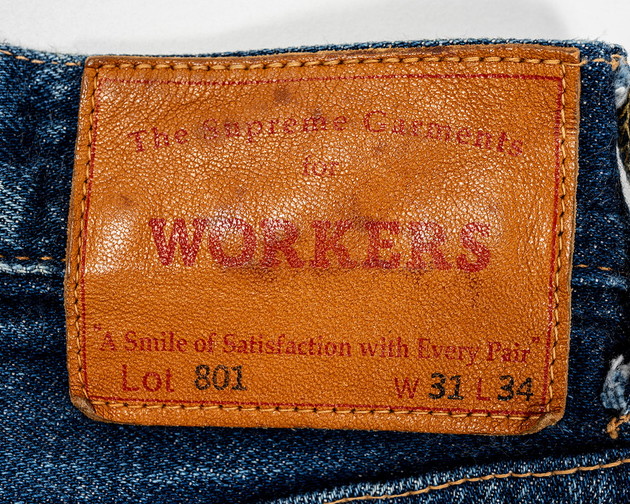 The Supreme Garments
for
WORKERS
"A Smile of Satisfaction with Every Pair"
Lot 801 W 31 L 34